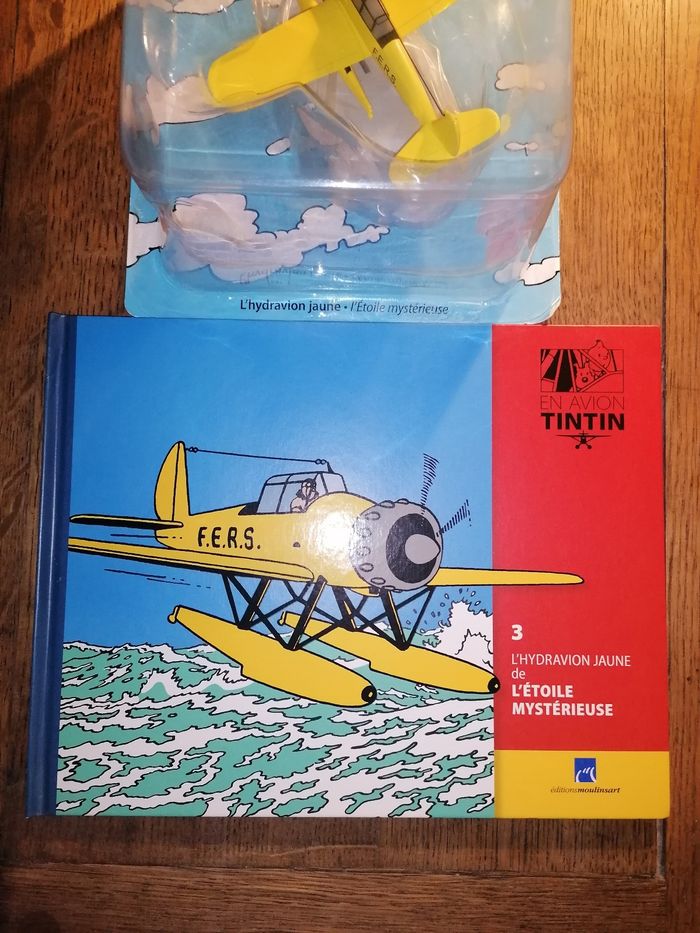 F.E.R.S
L'hydravion jaune • l'Étoile mystérieuse
EN AVION
TINTIN
F.E.R.S.
3
L'HYDRAVION JAUNE
de
L'ÉTOILE
MYSTÉRIEUSE
éditionsmoulinsart